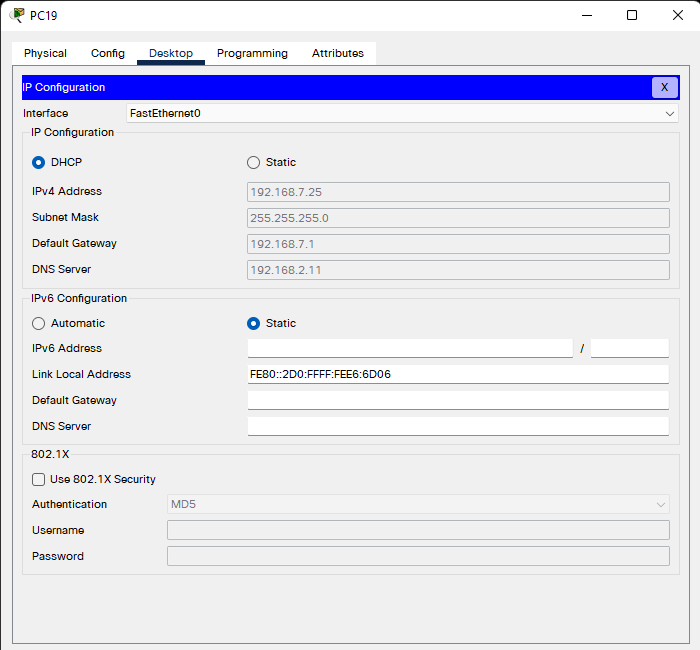 PC19
Physical Config Desktop Programming Attributes
IP Configuration X
Interface FastEthernet0
IP Configuration
DHCP Static
IPv4 Address 192.168.7.25
Subnet Mask 255.255.255.0
Default Gateway 192.168.7.1
DNS Server 192.168.2.11
IPv6 Configuration
Automatic Static
IPv6 Address /
Link Local Address FE80::2D0:FFFF:FEE6:6D06
Default Gateway
DNS Server
802.1X
Use 802.1X Security
Authentication MD5
Username
Password